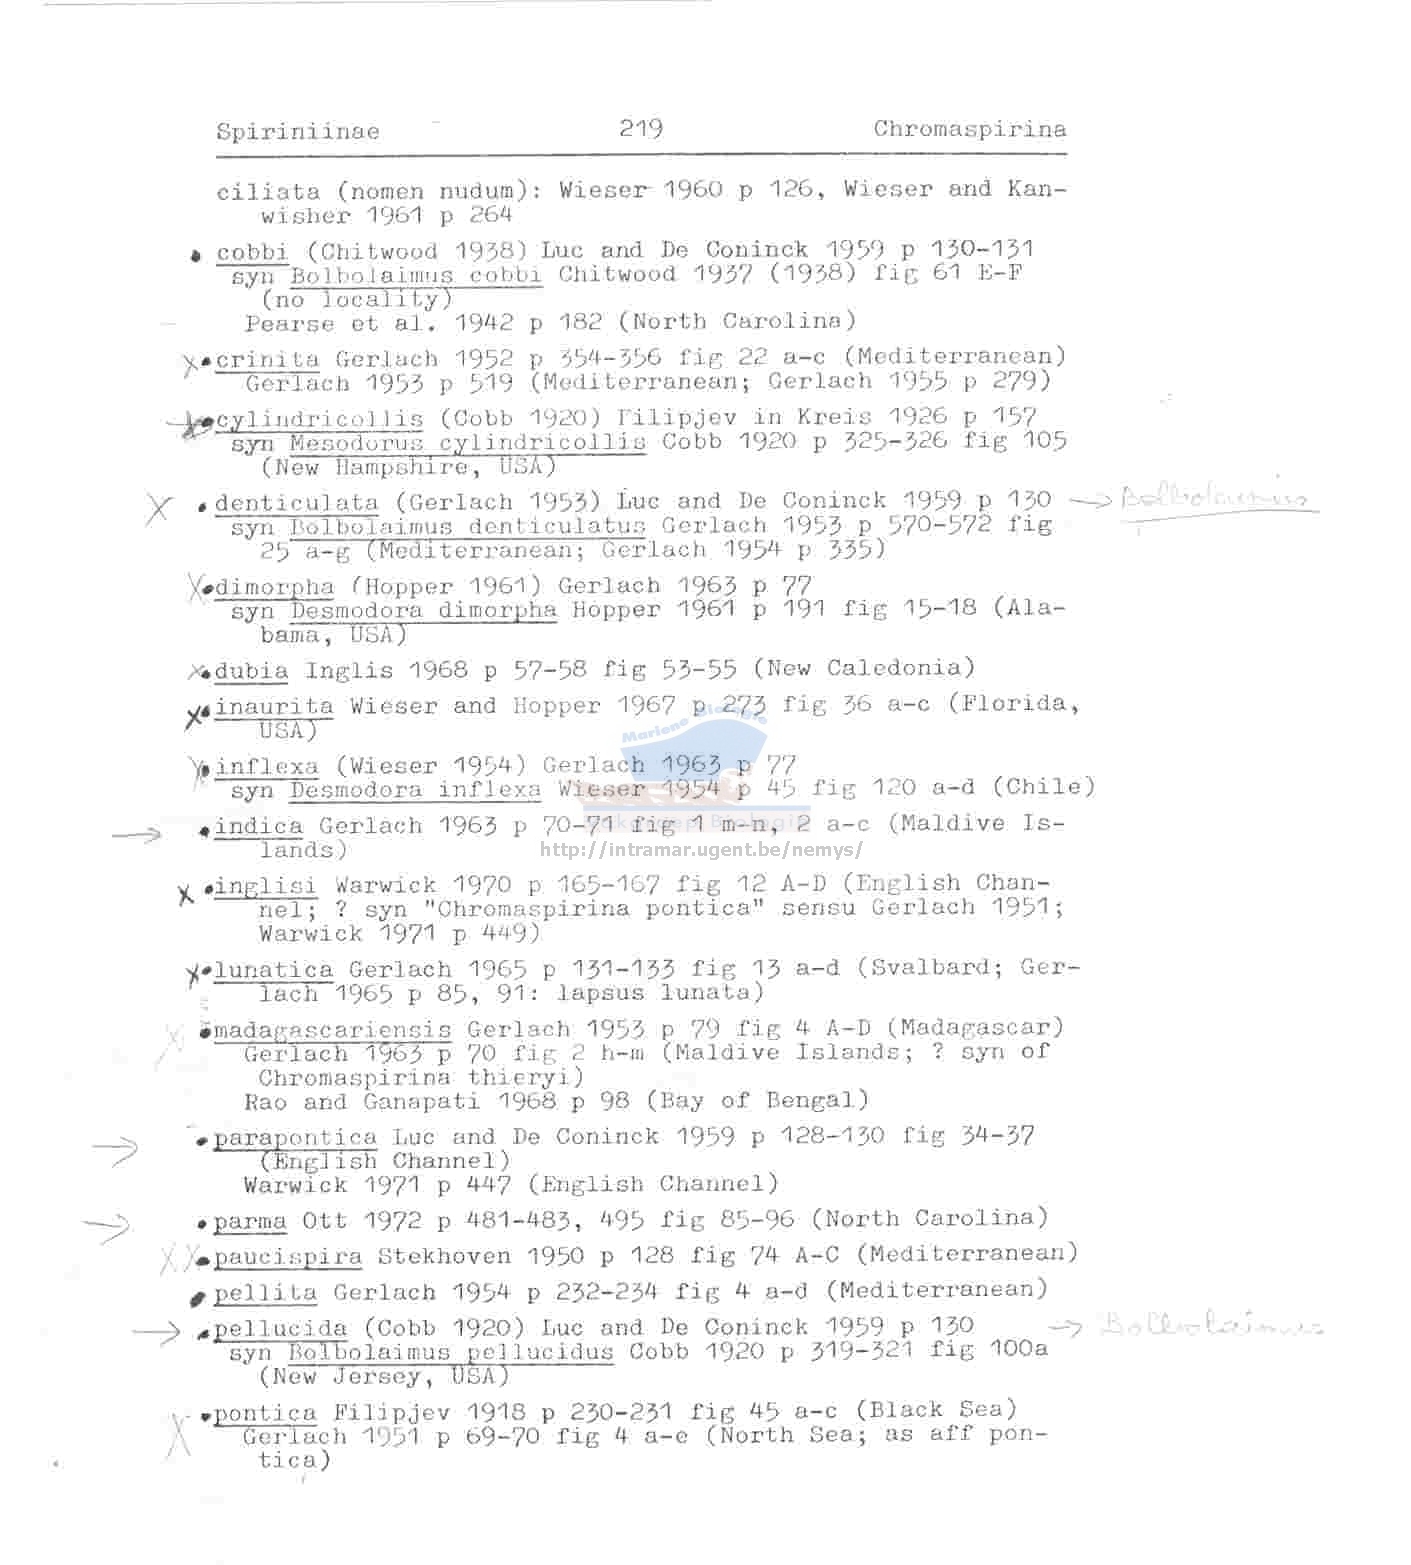 Spiriniinae 219 Chromaspirina
ciliata (nomen nudum): Wieser 1960 p 126, Wieser and Kan-
wisher 1961 p 264
cobbi (Chitwood 1938) Luc and De Coninck 1959 p 130-131
syn Bolbolaimus cobbi Chitwood 1937 (1938) fig 61 E-F
(no locality)
Pearse et al. 1942 p 182 (North Carolina)
crinita Gerlach 1952 p 354-356 fig 22 a-c (Mediterranean)
Gerlach 1953 p 519 (Mediterranean; Gerlach 1955 p 279)
cylindricollis (Cobb 1920) Filipjev in Kreis 1926 p 157
syn Mesodorus cylindricollis Cobb 1920 p 325-326 fig 105
(New Hampshire, USA)
denticulata (Gerlach 1953) Luc and De Coninck 1959 p 130 → Bolbolaimus
syn Bolbolaimus denticulatus Gerlach 1953 p 570-572 fig
25 a-g (Mediterranean; Gerlach 1954 p 335)
dimorpha (Hopper 1961) Gerlach 1963 p 77
syn Desmodora dimorpha Hopper 1961 p 191 fig 15-18 (Ala-
bama, USA)
dubia Inglis 1968 p 57-58 fig 53-55 (New Caledonia)
inaurita Wieser and Hopper 1967 p 273 fig 36 a-c (Florida,
USA)
inflexa (Wieser 1954) Gerlach 1963 p 77
syn Desmodora inflexa Wieser 1954 p 45 fig 120 a-d (Chile)
indica Gerlach 1963 p 70-71 fig 1 m-n, 2 a-c (Maldive Is-
lands)
http://intramar.ugent.be/nemys/
inglisi Warwick 1970 p 165-167 fig 12 A-D (English Chan-
nel; ? syn "Chromaspirina pontica" sensu Gerlach 1951;
Warwick 1971 p 449)
lunatica Gerlach 1965 p 131-133 fig 13 a-d (Svalbard; Ger-
lach 1965 p 85, 91: lapsus lunata)
madagascariensis Gerlach 1953 p 79 fig 4 A-D (Madagascar)
Gerlach 1963 p 70 fig 2 h-m (Maldive Islands; ? syn of
Chromaspirina thieryi)
Rao and Ganapati 1968 p 98 (Bay of Bengal)
parapontica Luc and De Coninck 1959 p 128-130 fig 34-37
(English Channel)
Warwick 1971 p 447 (English Channel)
parma Ott 1972 p 481-483, 495 fig 85-96 (North Carolina)
paucispira Stekhoven 1950 p 128 fig 74 A-C (Mediterranean)
pellita Gerlach 1954 p 232-234 fig 4 a-d (Mediterranean)
pellucida (Cobb 1920) Luc and De Coninck 1959 p 130 → Bolbolaimus
syn Bolbolaimus pellucidus Cobb 1920 p 319-321 fig 100a
(New Jersey, USA)
pontica Filipjev 1918 p 230-231 fig 45 a-c (Black Sea)
Gerlach 1951 p 69-70 fig 4 a-e (North Sea; as aff pon-
tica)